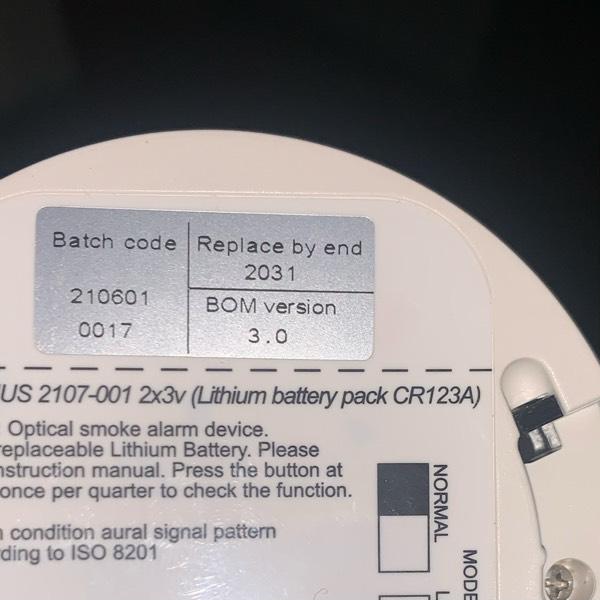 Batch code
210601
0017
Replace by end
2031
BOM version
3.0
US 2107-001 2x3v (Lithium battery pack CR123A)
Optical smoke alarm device.
replaceable Lithium Battery. Please
instruction manual. Press the button at
once per quarter to check the function.
condition aural signal pattern
ding to ISO 8201
NORMAL
MODE